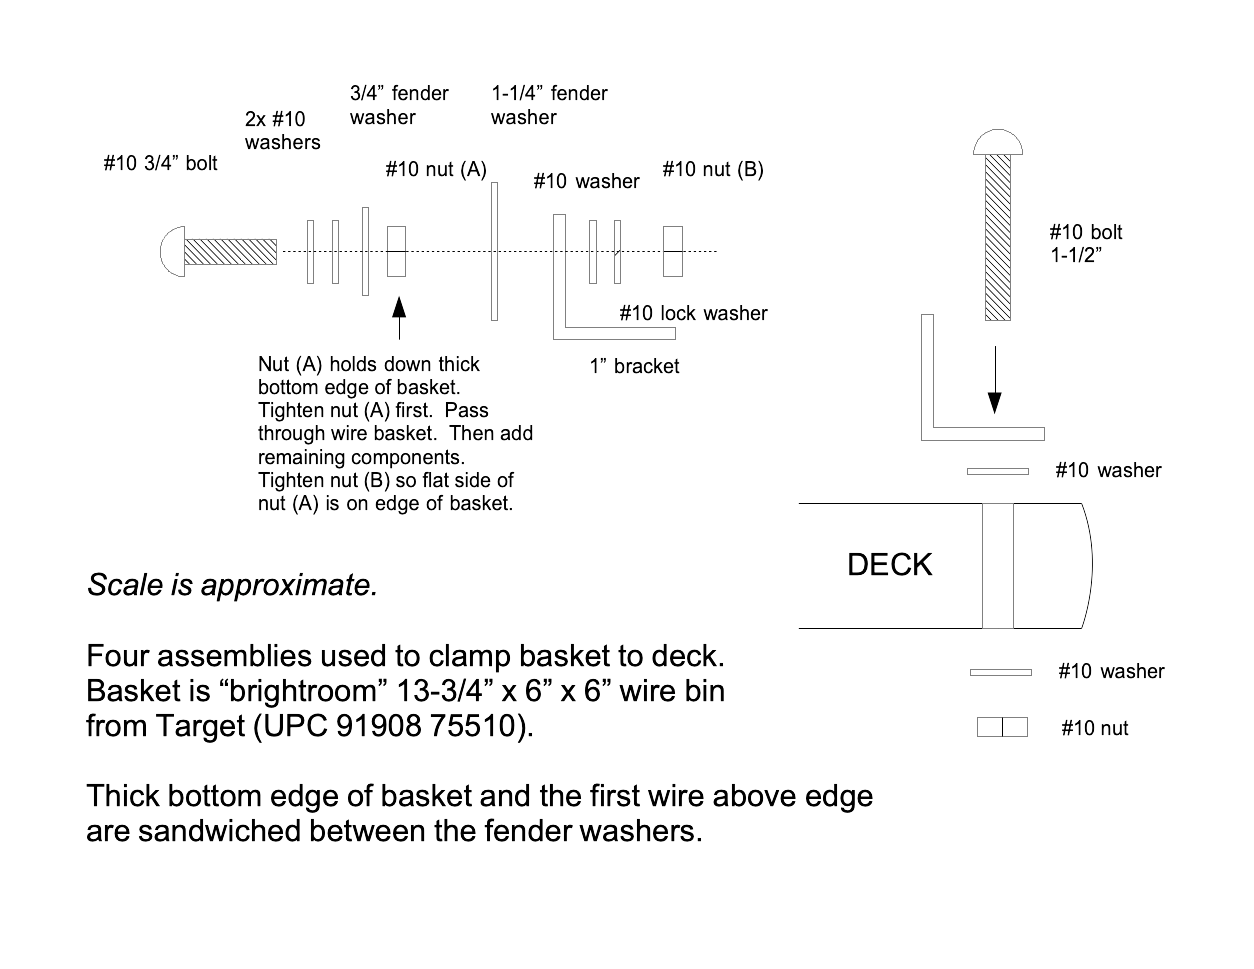 3/4” fender
washer
1-1/4” fender
washer
2x #10
washers
#10 3/4” bolt
#10 nut (A)
#10 washer
#10 nut (B)
#10 bolt
1-1/2”
#10 lock washer
1” bracket
Nut (A) holds down thick
bottom edge of basket.
Tighten nut (A) first.  Pass
through wire basket.  Then add
remaining components.
Tighten nut (B) so flat side of
nut (A) is on edge of basket.
#10 washer
DECK
#10 washer
#10 nut
Scale is approximate.
Four assemblies used to clamp basket to deck.
Basket is “brightroom” 13-3/4” x 6” x 6” wire bin
from Target (UPC 91908 75510).
Thick bottom edge of basket and the first wire above edge
are sandwiched between the fender washers.